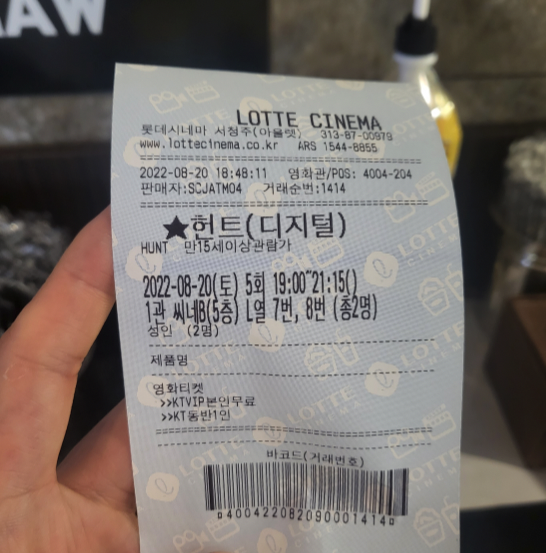 AW
LOTTE CINEMA
롯데시네마 서청주(아울렛) 313-87-00979
www.lottecinema.co.kr ARS 1544-8855
2022-08-20 18:48:11 영화관/POS: 4004-204
판매자:SCJATM04 거래순번:1414
★헌트(디지털)
HUNT 만15세이상관람가
2022-08-20(토) 5회 19:00~21:15()
1관 씨네B(5층) L열 7번, 8번 (총2명)
성인 (2명)
제품명
영화티켓
>>KTVIP본인무료
>>KT동반1인
바코드(거래번호)
D400422082090001414D